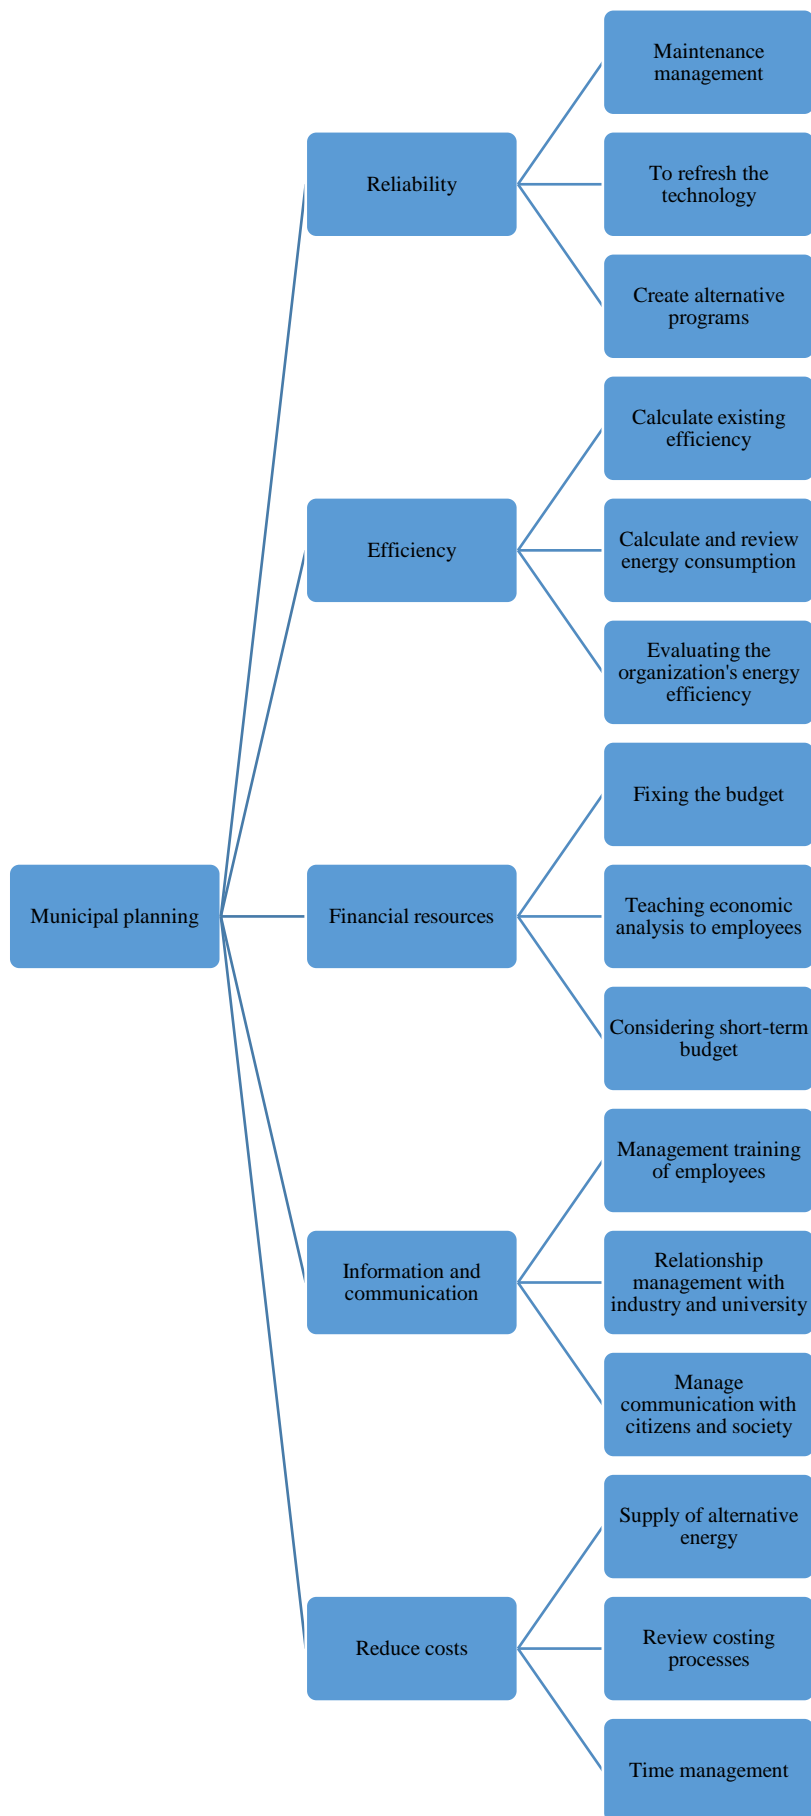 Municipal planning
Reliability
Maintenance
management
To refresh the
technology
Create alternative
programs
Efficiency
Calculate existing
efficiency
Calculate and review
energy consumption
Evaluating the
organization's energy
efficiency
Financial resources
Fixing the budget
Teaching economic
analysis to employees
Considering short-term
budget
Information and
communication
Management training
of employees
Relationship
management with
industry and university
Manage
communication with
citizens and society
Reduce costs
Supply of alternative
energy
Review costing
processes
Time management